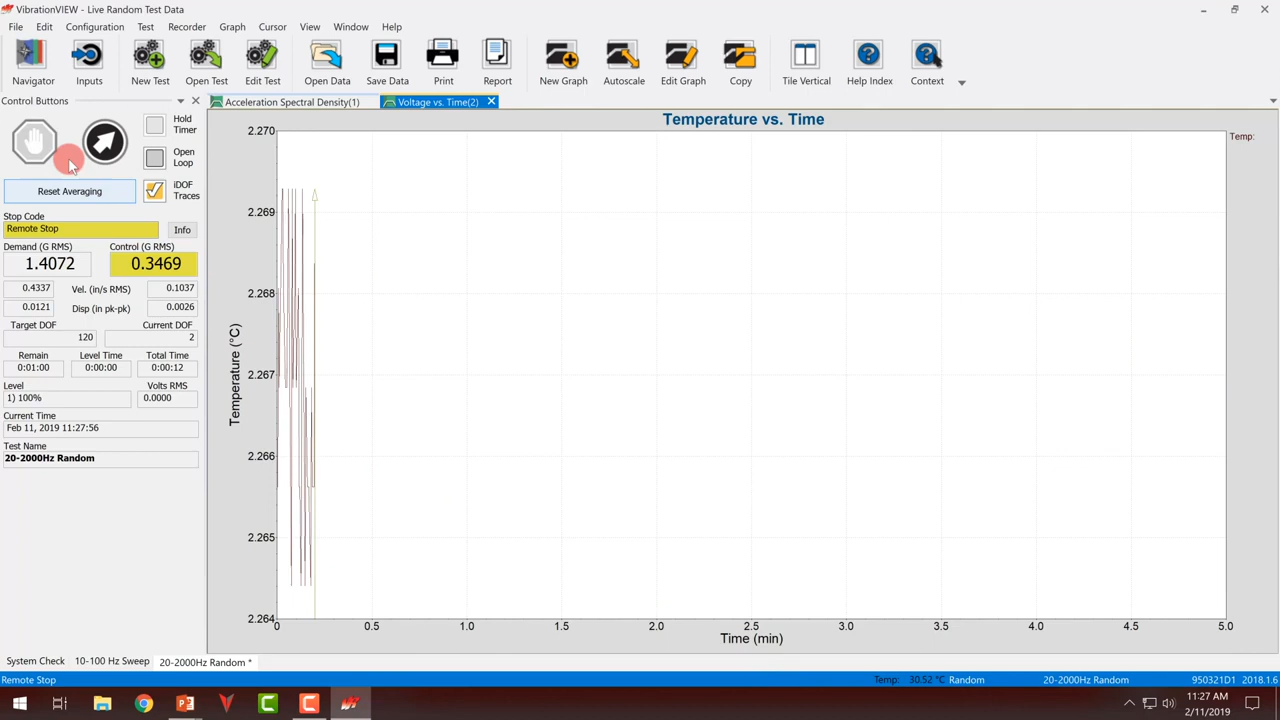 VibrationVIEW - Live Random Test Data
File Edit Configuration Test Recorder Graph Cursor View Window Help
Navigator Inputs New Test Open Test Edit Test Open Data Save Data Print Report New Graph Autoscale Edit Graph Copy Tile Vertical Help Index Context
Control Buttons
Acceleration Spectral Density(1) Voltage vs. Time(2)
Hold Timer
Open Loop
iDOF Traces
Reset Averaging
Stop Code
Remote Stop Info
Demand (G RMS) Control (G RMS)
1.4072 0.3469
0.4337 Vel. (in/s RMS) 0.1037
0.0121 Disp (in pk-pk) 0.0026
Target DOF Current DOF
120 2
Remain Level Time Total Time
0:01:00 0:00:00 0:00:12
Level Volts RMS
1) 100% 0.0000
Current Time
Feb 11, 2019 11:27:56
Test Name
20-2000Hz Random
Temperature vs. Time
Temp:
2.270
2.269
2.268
2.267
2.266
2.265
2.264
Temperature (°C)
0 0.5 1.0 1.5 2.0 2.5 3.0 3.5 4.0 4.5 5.0
Time (min)
System Check 10-100 Hz Sweep 20-2000Hz Random *
Remote Stop Temp: 30.52 °C Random 20-2000Hz Random 950321D1 2018.1.6
11:27 AM
2/11/2019